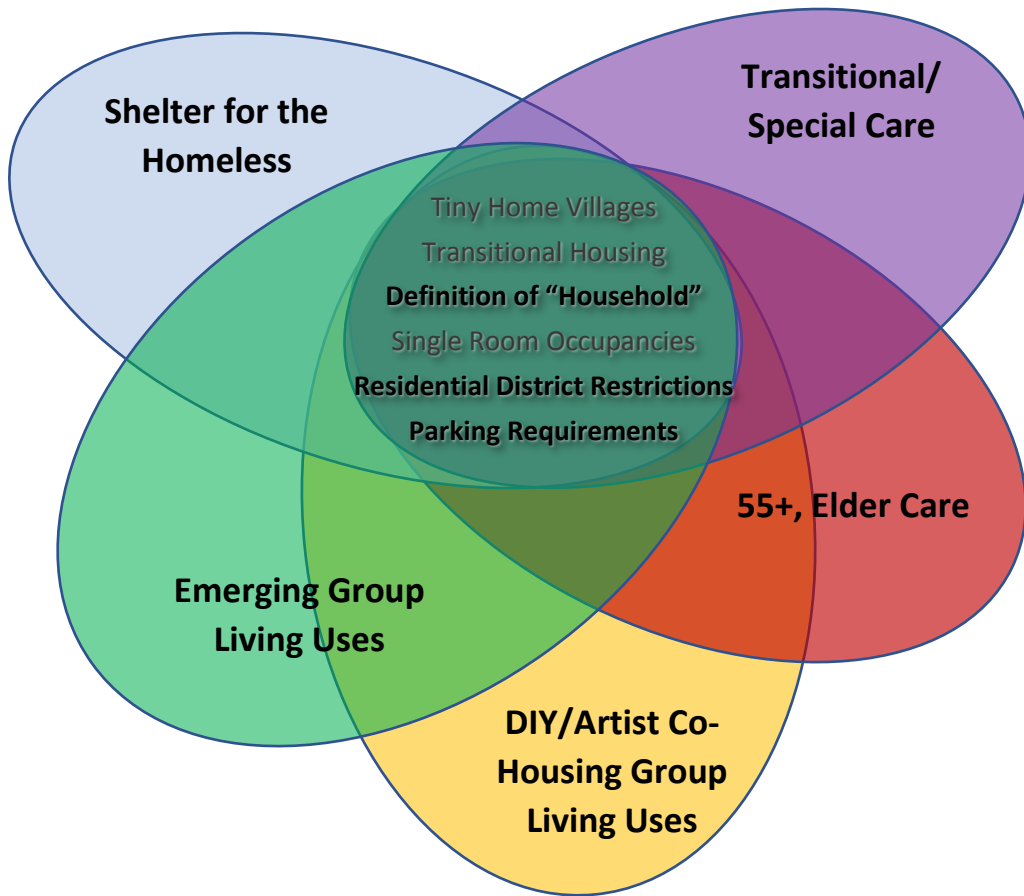 Shelter for the
Homeless
Transitional/
Special Care
Tiny Home Villages
Transitional Housing
Definition of “Household”
Single Room Occupancies
Residential District Restrictions
Parking Requirements
55+, Elder Care
Emerging Group
Living Uses
DIY/Artist Co-
Housing Group
Living Uses